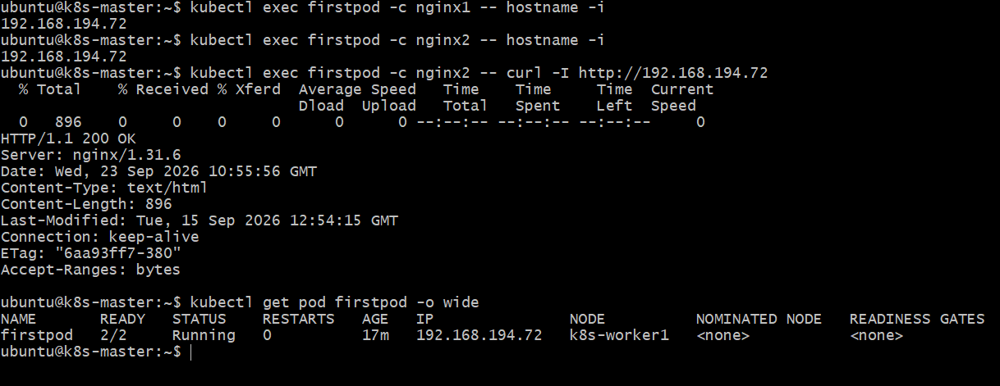 ubuntu@k8s-master:~$ kubectl exec firstpod -c nginx1 -- hostname -i
192.168.194.72
ubuntu@k8s-master:~$ kubectl exec firstpod -c nginx2 -- hostname -i
192.168.194.72
ubuntu@k8s-master:~$ kubectl exec firstpod -c nginx2 -- curl -I http://192.168.194.72
  % Total    % Received % Xferd  Average Speed   Time    Time     Time  Current
                                 Dload  Upload   Total   Spent    Left  Speed
  0   896    0     0    0     0      0      0 --:--:-- --:--:-- --:--:--     0
HTTP/1.1 200 OK
Server: nginx/1.31.6
Date: Wed, 23 Sep 2026 10:55:56 GMT
Content-Type: text/html
Content-Length: 896
Last-Modified: Tue, 15 Sep 2026 12:54:15 GMT
Connection: keep-alive
ETag: "6aa93ff7-380"
Accept-Ranges: bytes
ubuntu@k8s-master:~$ kubectl get pod firstpod -o wide
NAME       READY   STATUS    RESTARTS   AGE   IP               NODE          NOMINATED NODE   READINESS GATES
firstpod   2/2     Running   0          17m   192.168.194.72   k8s-worker1   <none>           <none>
ubuntu@k8s-master:~$